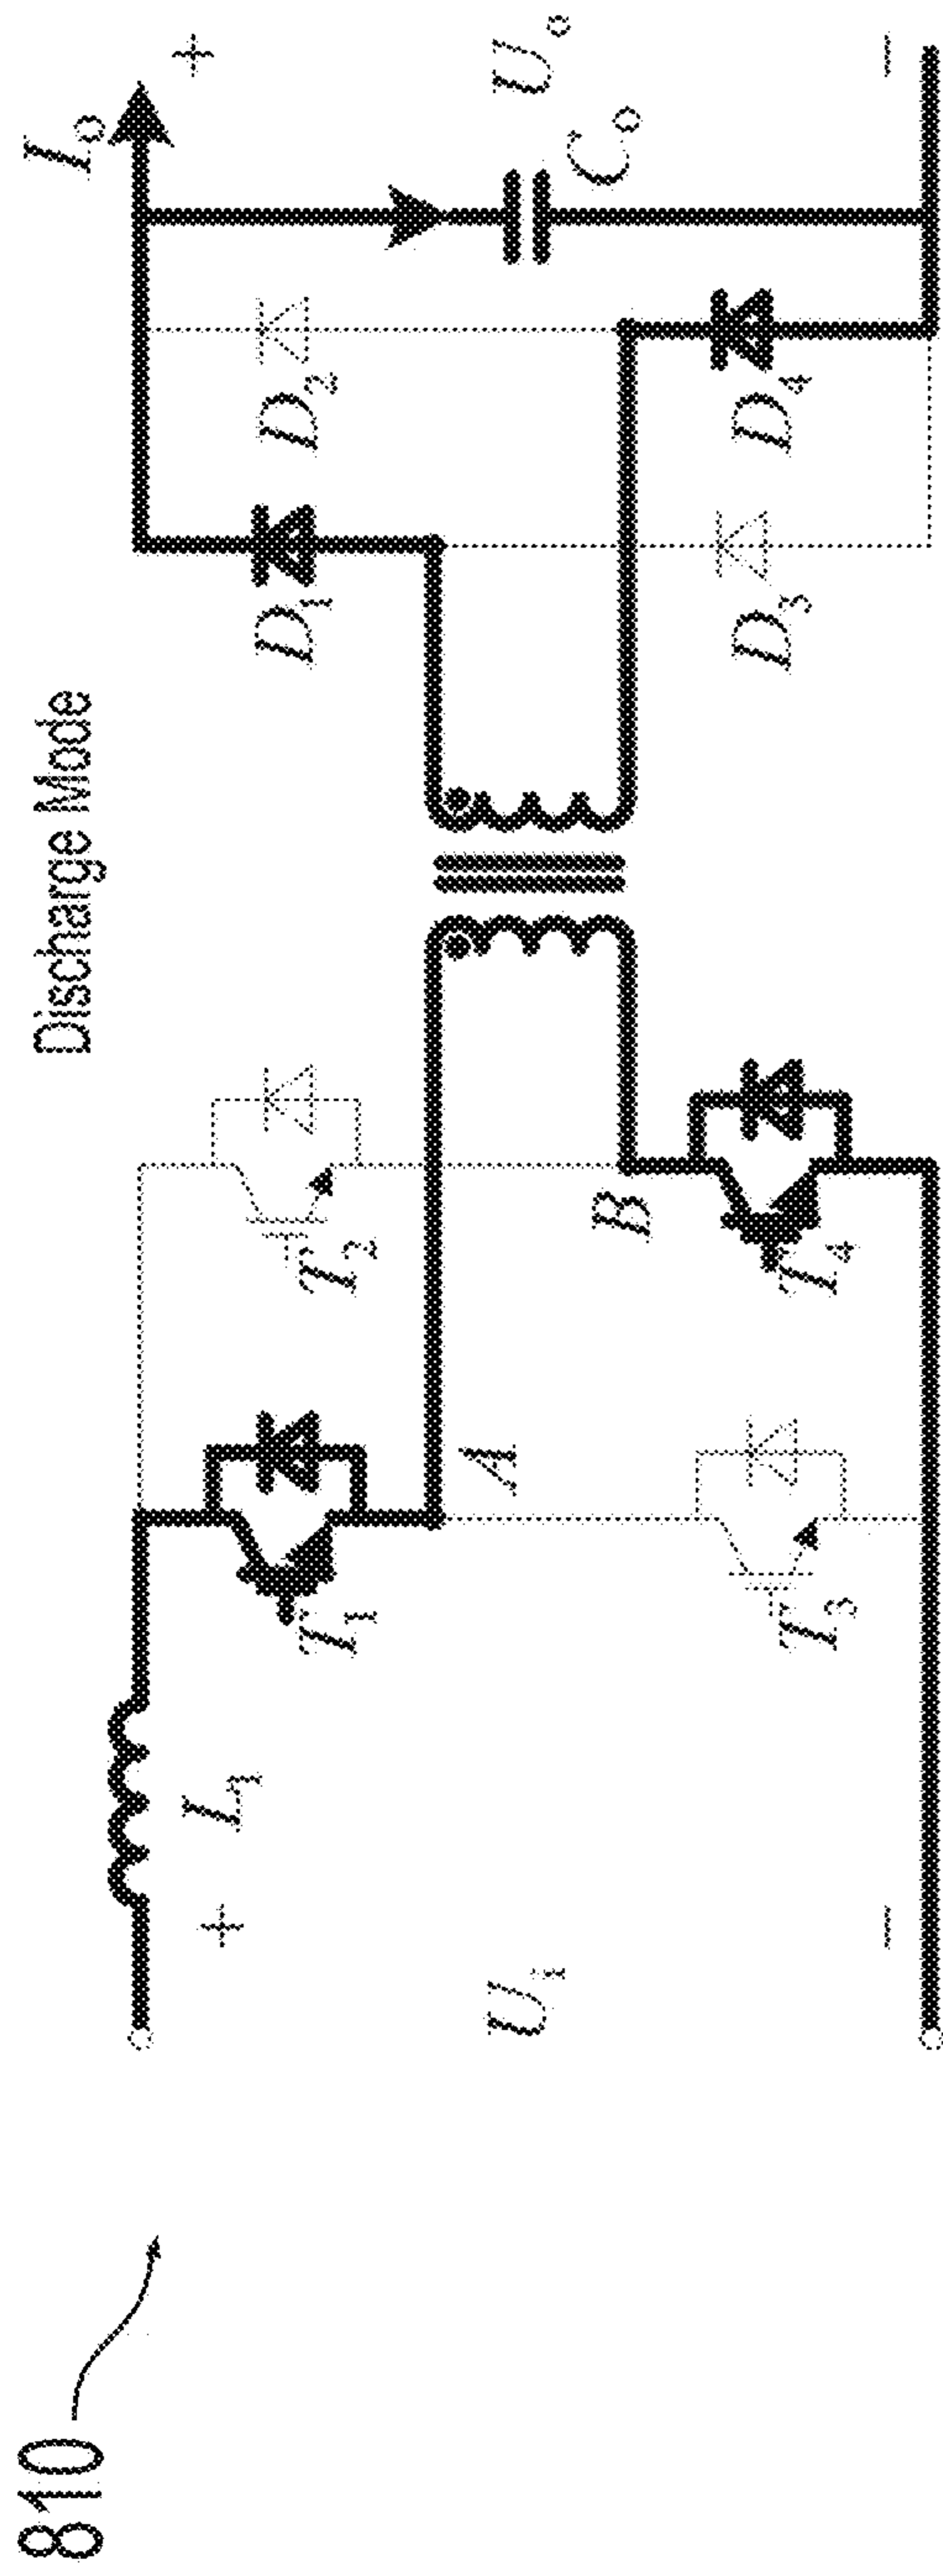 810
Discharge Mode
+
L1
Ui
−
T1
T2
T3
T4
A
B
D1
D2
D3
D4
Io
+
Uo
Co
−